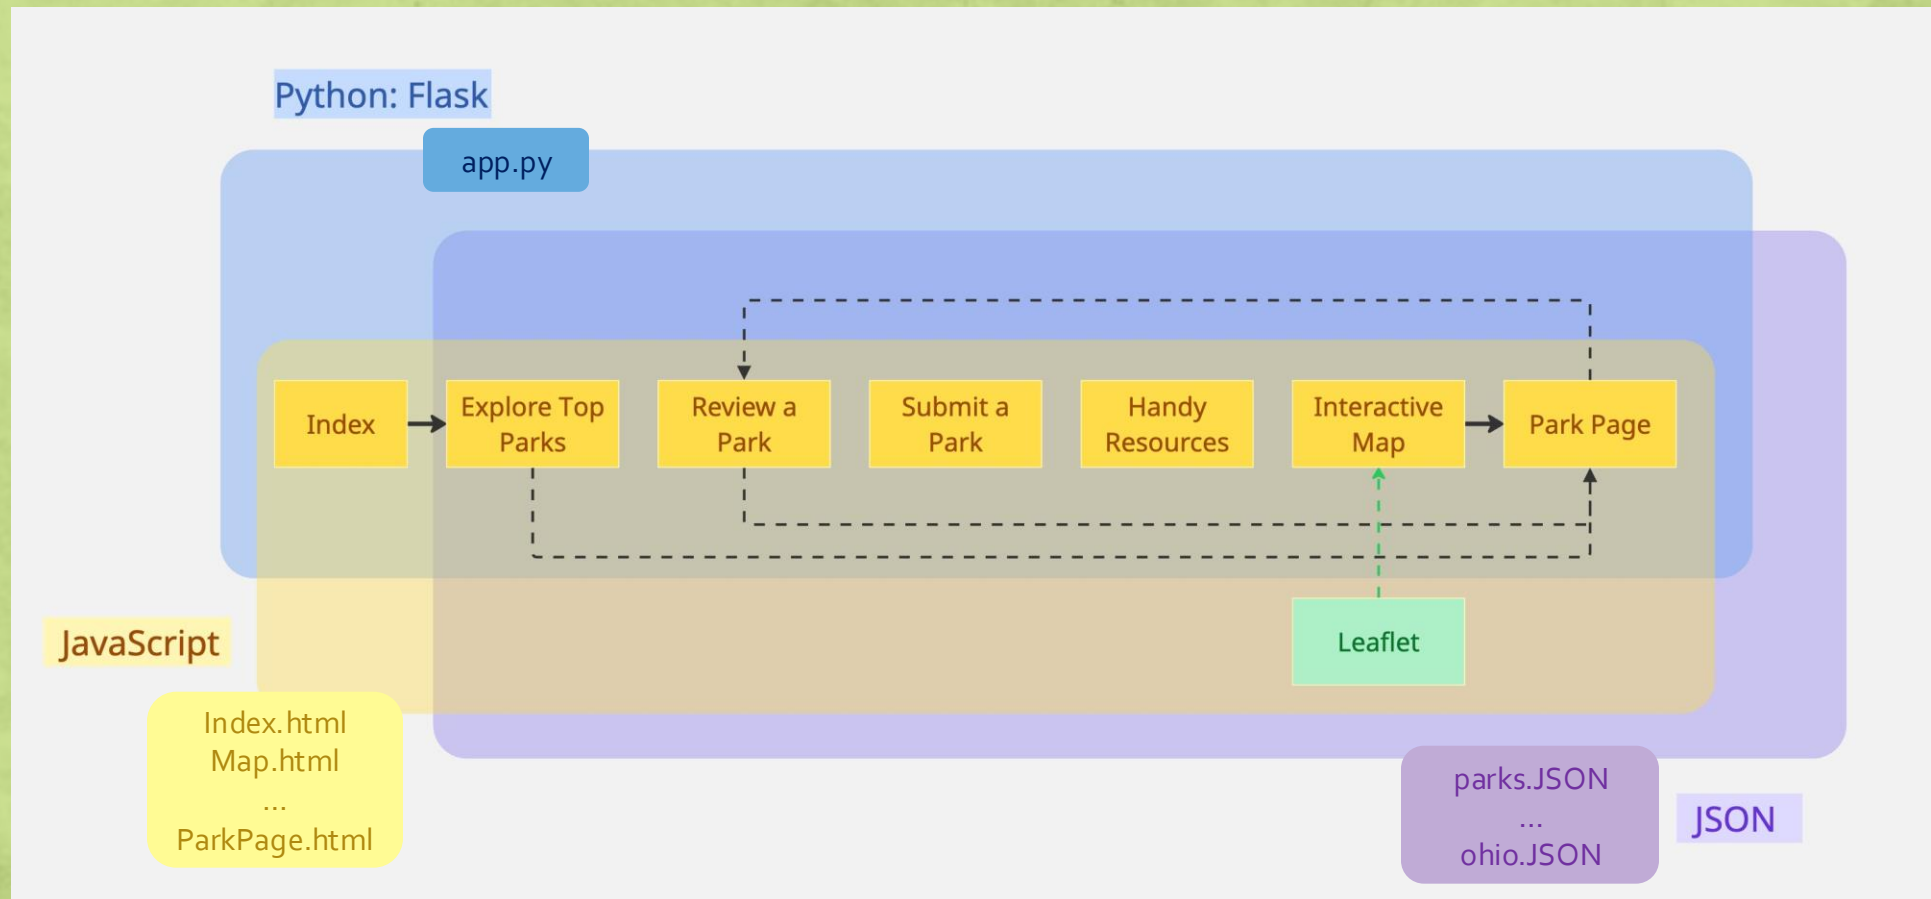 Python: Flask
app.py
Index
Explore Top
Parks
Review a
Park
Submit a
Park
Handy
Resources
Interactive
Map
Park Page
Leaflet
JavaScript
Index.html
Map.html
...
ParkPage.html
parks.JSON
...
ohio.JSON
JSON